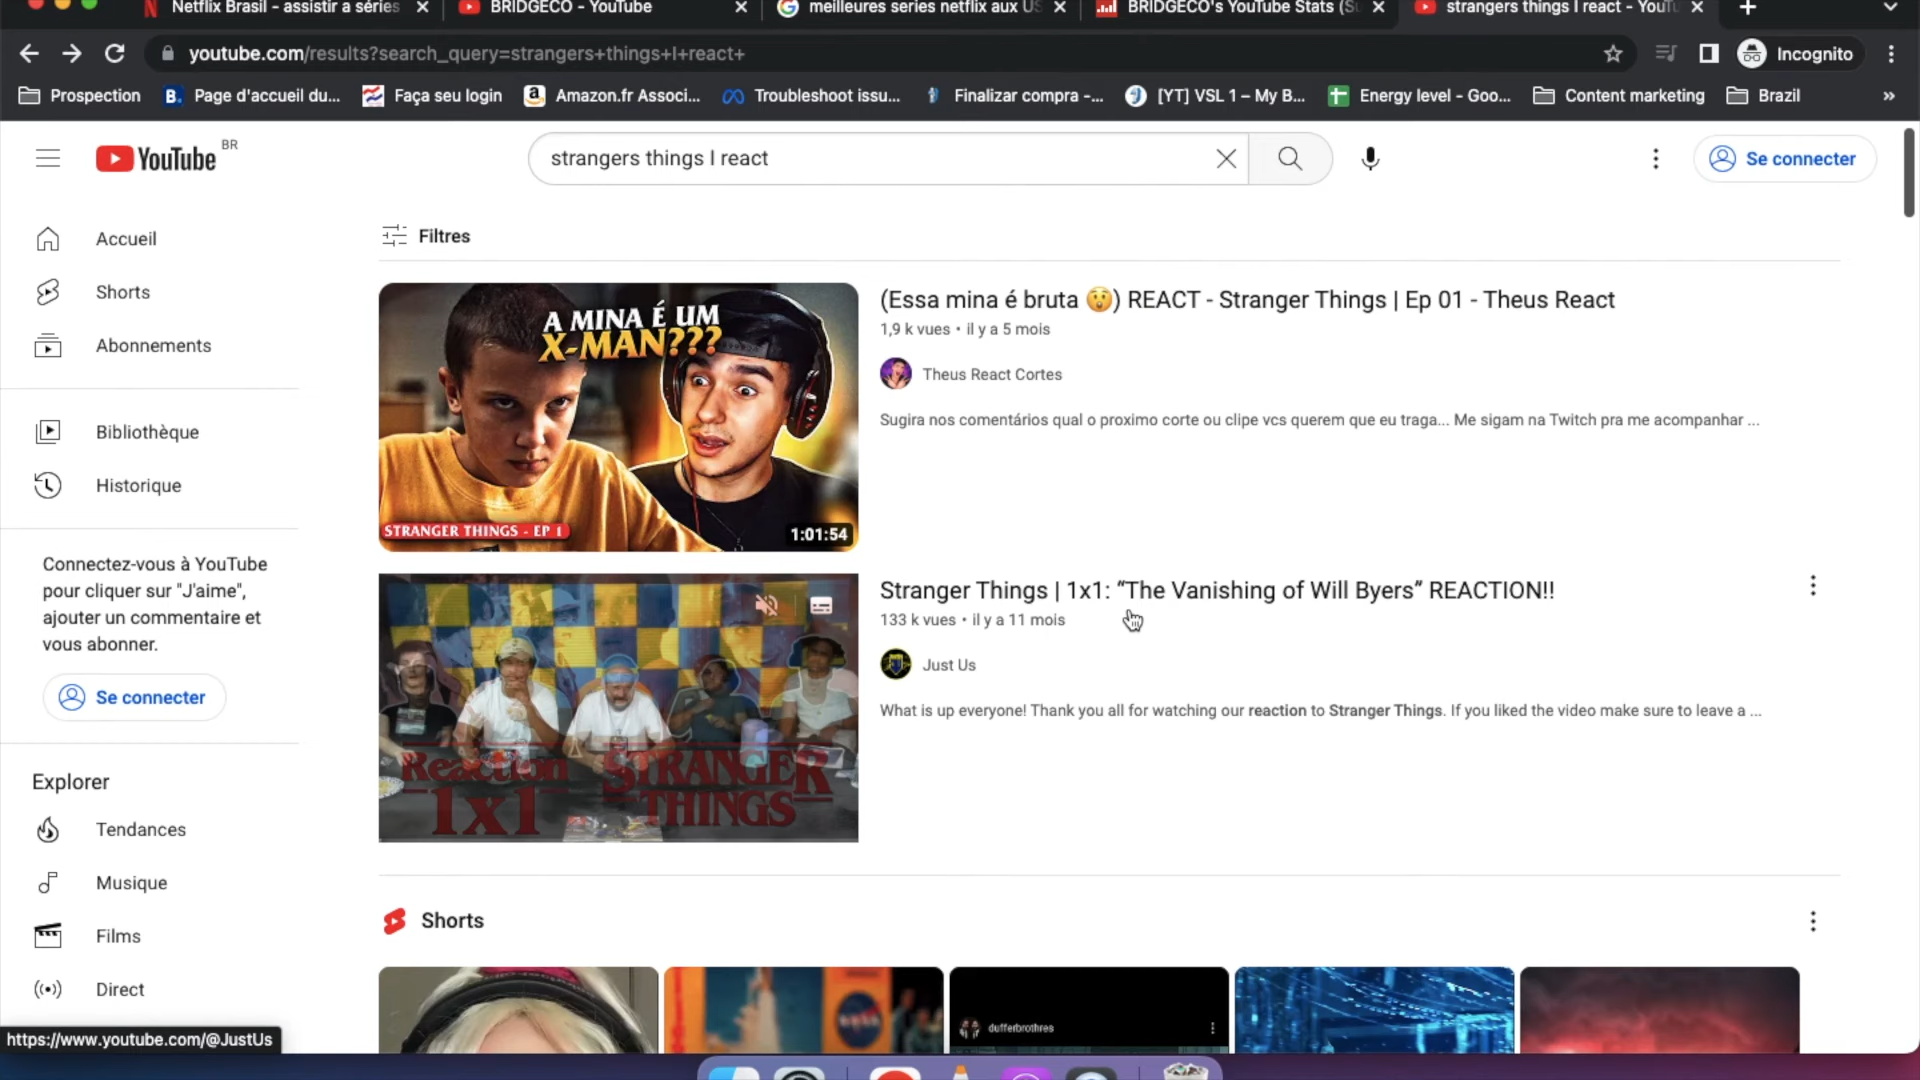 Netflix Brasil - assistir a séries
BRIDGECO - YouTube
meilleures series netflix aux US
BRIDGECO's YouTube Stats (Su
strangers things I react - YouTu
youtube.com/results?search_query=strangers+things+I+react+
Incognito
Prospection
Page d'accueil du...
Faça seu login
Amazon.fr Associ...
Troubleshoot issu...
Finalizar compra -...
[YT] VSL 1 – My B...
Energy level - Goo...
Content marketing
Brazil
»
YouTube BR
strangers things I react
Se connecter
Accueil
Shorts
Abonnements
Bibliothèque
Historique
Connectez-vous à YouTube
pour cliquer sur "J'aime",
ajouter un commentaire et
vous abonner.
Se connecter
Explorer
Tendances
Musique
Films
Direct
https://www.youtube.com/@JustUs
Filtres
A MINA É UM
X-MAN???
STRANGER THINGS - EP 1
1:01:54
(Essa mina é bruta 😲) REACT - Stranger Things | Ep 01 - Theus React
1,9 k vues • il y a 5 mois
Theus React Cortes
Sugira nos comentários qual o proximo corte ou clipe vcs querem que eu traga... Me sigam na Twitch pra me acompanhar ...
Reaction
1x1
STRANGER
THINGS
Stranger Things | 1x1: “The Vanishing of Will Byers” REACTION!!
133 k vues • il y a 11 mois
Just Us
What is up everyone! Thank you all for watching our reaction to Stranger Things. If you liked the video make sure to leave a ...
Shorts
NASA
dufferbrothres